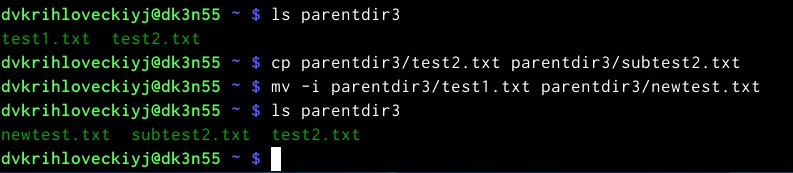 dvkrihloveckiyj@dk3n55 ~ $ ls parentdir3
test1.txt  test2.txt
dvkrihloveckiyj@dk3n55 ~ $ cp parentdir3/test2.txt parentdir3/subtest2.txt
dvkrihloveckiyj@dk3n55 ~ $ mv -i parentdir3/test1.txt parentdir3/newtest.txt
dvkrihloveckiyj@dk3n55 ~ $ ls parentdir3
newtest.txt  subtest2.txt  test2.txt
dvkrihloveckiyj@dk3n55 ~ $